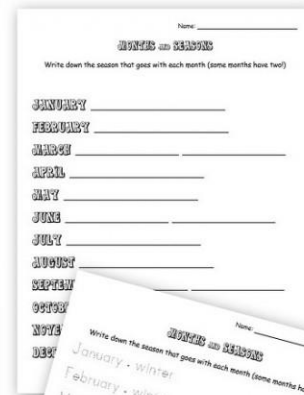 Name:
MONTHS AND SEASONS
Write down the season that goes with each month (some months have two!)
JANUARY
FEBRUARY
MARCH
APRIL
MAY
JUNE
JULY
AUGUST
Name:
MONTHS AND SEASONS
Write down the season that goes with each month (some months
January - winter
February -